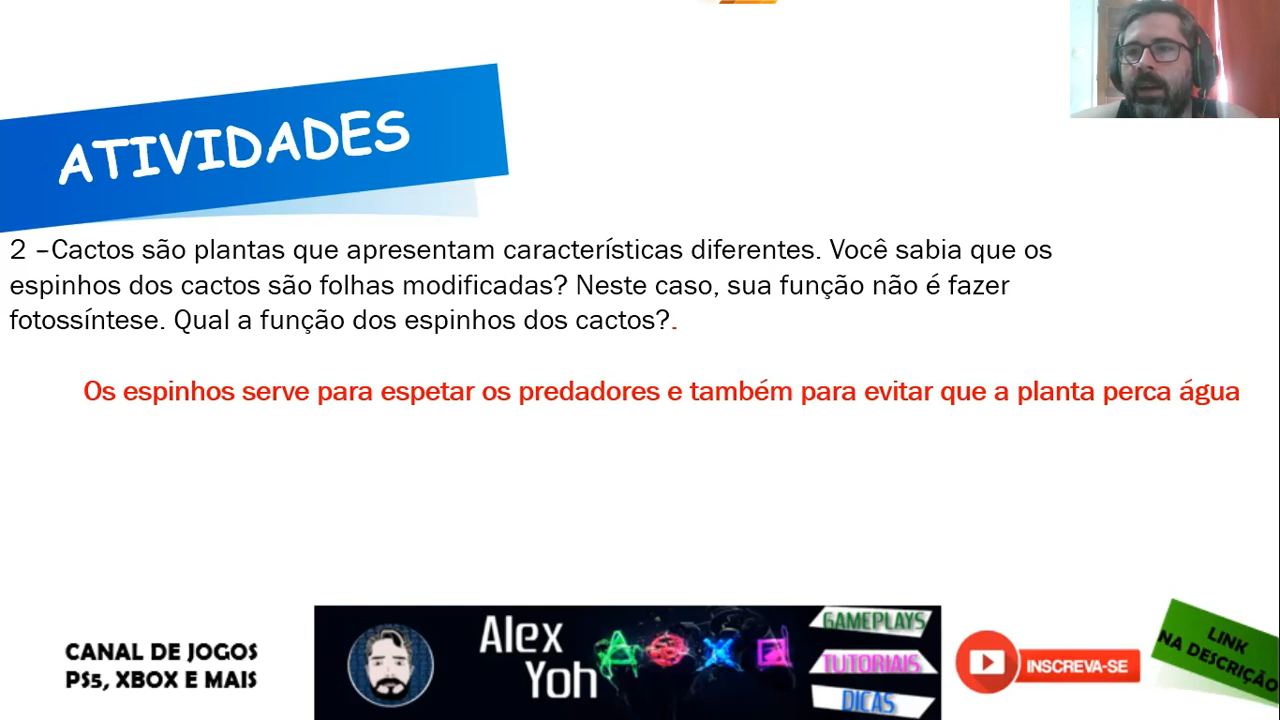 ATIVIDADES
2 –Cactos são plantas que apresentam características diferentes. Você sabia que os
espinhos dos cactos são folhas modificadas? Neste caso, sua função não é fazer
fotossíntese. Qual a função dos espinhos dos cactos?.
Os espinhos serve para espetar os predadores e também para evitar que a planta perca água
CANAL DE JOGOS
PS5, XBOX E MAIS
Alex
Yoh
GAMEPLAYS
TUTORIAIS
DICAS
INSCREVA-SE
LINK
NA DESCRIÇÃO